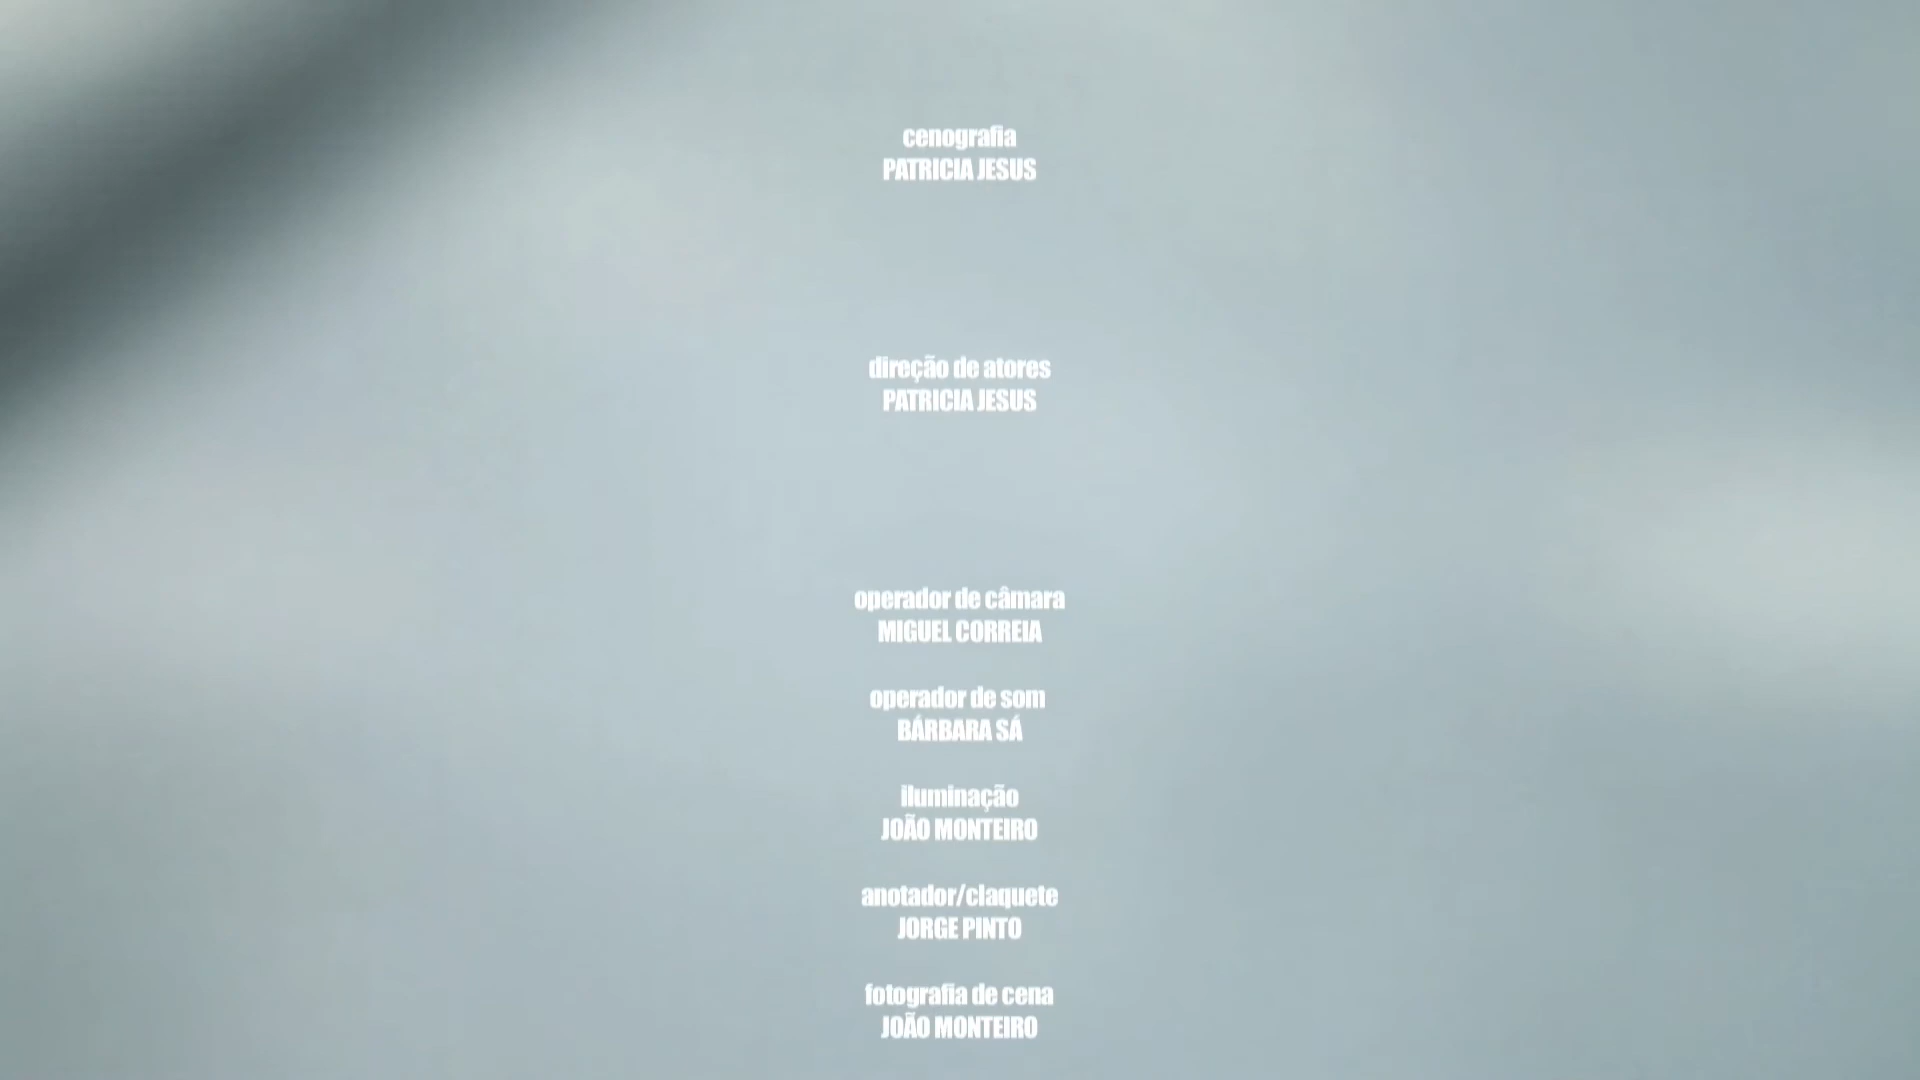 cenografia
PATRICIA JESUS
direção de atores
PATRICIA JESUS
operador de câmara
MIGUEL CORREIA
operador de som
BÁRBARA SÁ
iluminação
JOÃO MONTEIRO
anotador/claquete
JORGE PINTO
fotografia de cena
JOÃO MONTEIRO